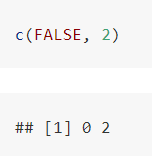 c(FALSE, 2)
## [1] 0 2